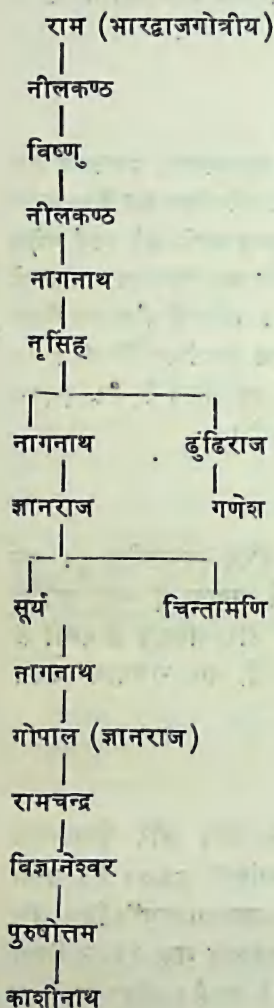 राम (भारद्वाजगोत्रीय)
नीलकण्ठ
विष्णु
नीलकण्ठ
नागनाथ
नृसिंह
नागनाथ ढुंढिराज
ज्ञानराज गणेश
सूर्य चिन्तामणि
नागनाथ
गोपाल (ज्ञानराज)
रामचन्द्र
विज्ञानेश्वर
पुरुषोत्तम
काशीनाथ